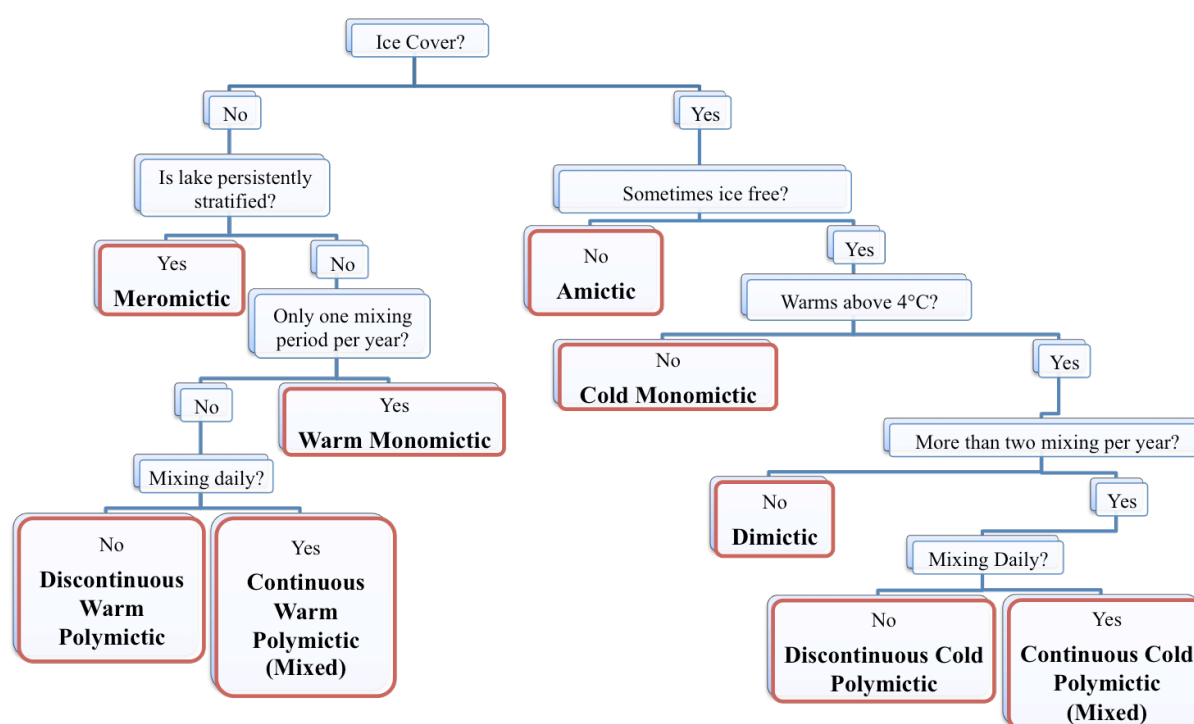 Ice Cover?
No
Yes
Is lake persistently
stratified?
Sometimes ice free?
Yes
Meromictic
No
No
Amictic
Yes
Only one mixing
period per year?
Warms above 4°C?
No
Yes
Warm Monomictic
No
Cold Monomictic
Yes
Mixing daily?
More than two mixing per year?
No
Discontinuous
Warm
Polymictic
Yes
Continuous
Warm
Polymictic
(Mixed)
No
Dimictic
Yes
Mixing Daily?
No
Discontinuous Cold
Polymictic
Yes
Continuous Cold
Polymictic
(Mixed)